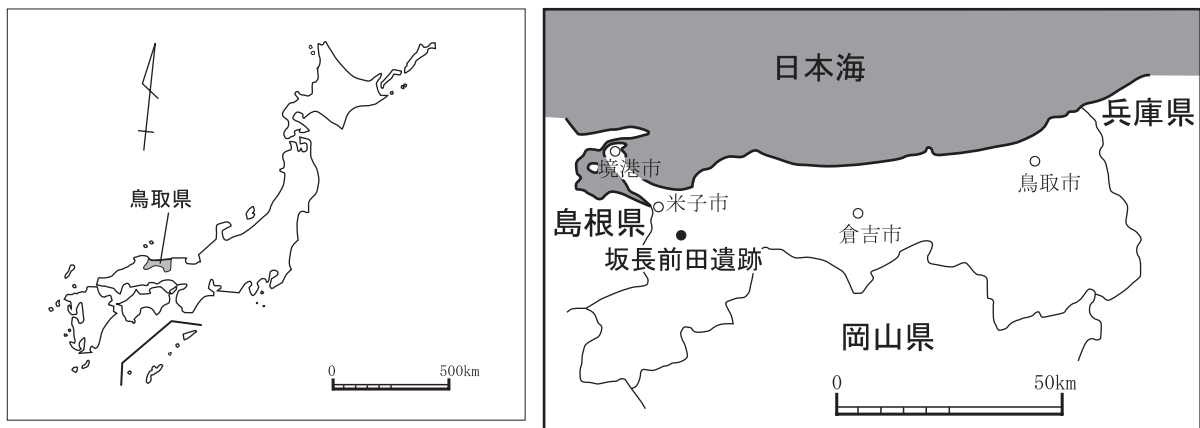 鳥取県
0
500km
日本海
兵庫県
境港市
鳥取市
米子市
島根県
倉吉市
坂長前田遺跡
岡山県
0
50km